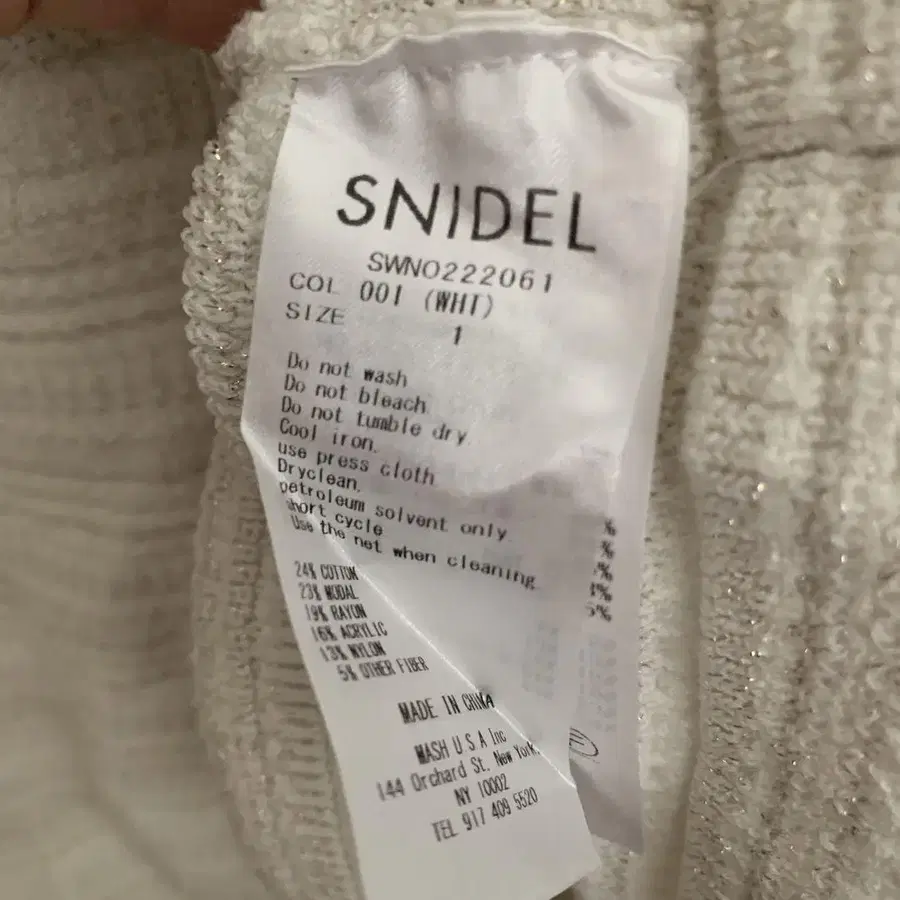 SNIDEL
SWNO222061
COL 001 (WHT)
SIZE 1
Do not wash
Do not bleach.
Do not tumble dry.
Cool iron.
use press cloth
Dryclean.
petroleum solvent only
short cycle
Use the net when cleaning.
24% COTTON
23% MODAL
19% RAYON
16% ACRYLIC
13% NYLON
5% OTHER FIBER
MADE IN CHINA
MASH U.S.A Inc
144 Orchard St. New York,
NY 10002
TEL 917 409 5520
%
%
%
%
5%